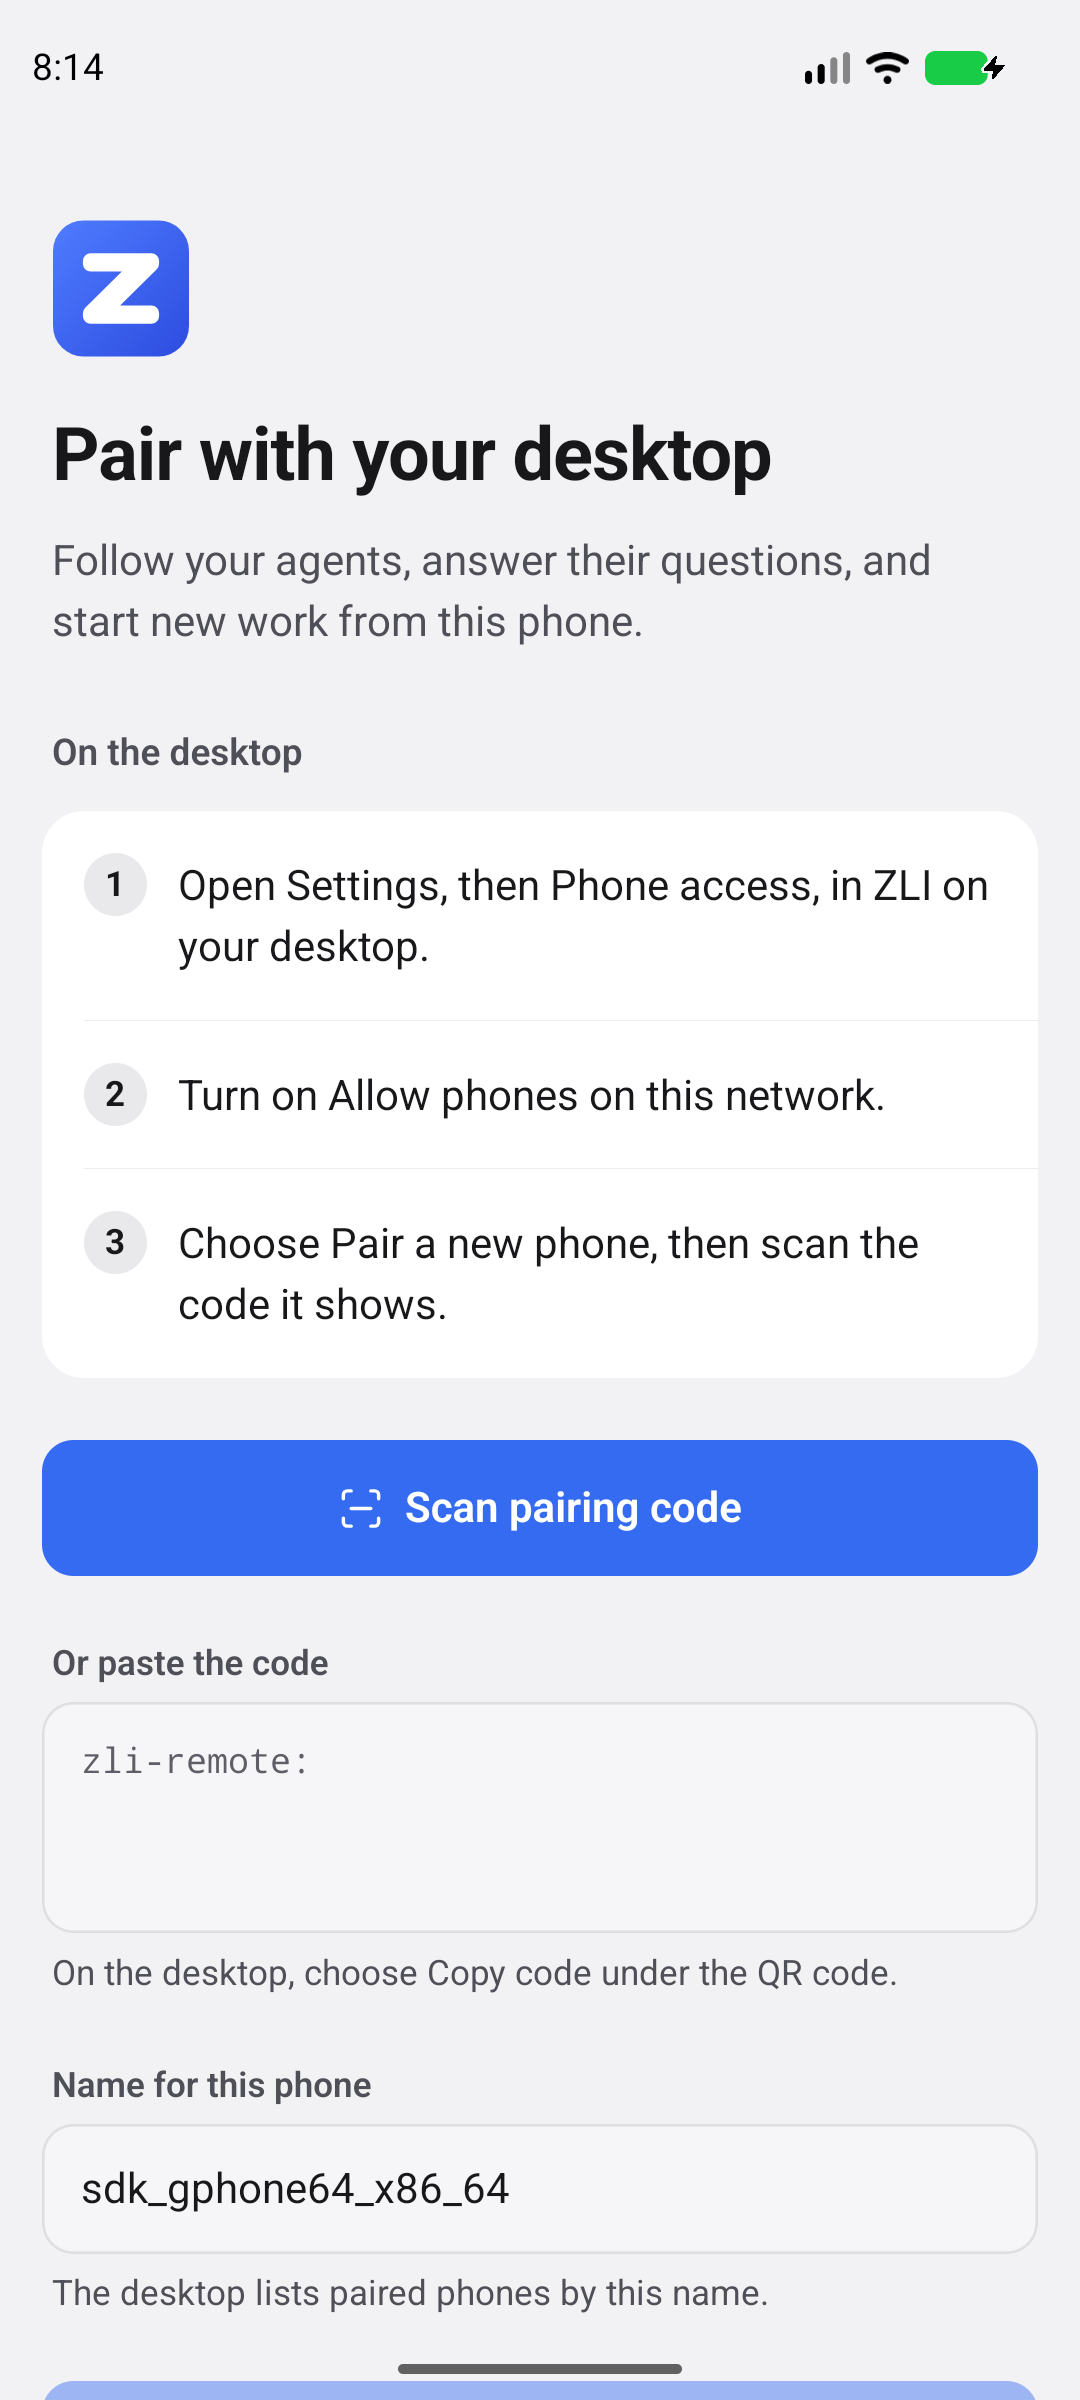 8:14
Z
Pair with your desktop
Follow your agents, answer their questions, and
start new work from this phone.
On the desktop
1 Open Settings, then Phone access, in ZLI on
your desktop.
2 Turn on Allow phones on this network.
3 Choose Pair a new phone, then scan the
code it shows.
Scan pairing code
Or paste the code
zli-remote:
On the desktop, choose Copy code under the QR code.
Name for this phone
sdk_gphone64_x86_64
The desktop lists paired phones by this name.